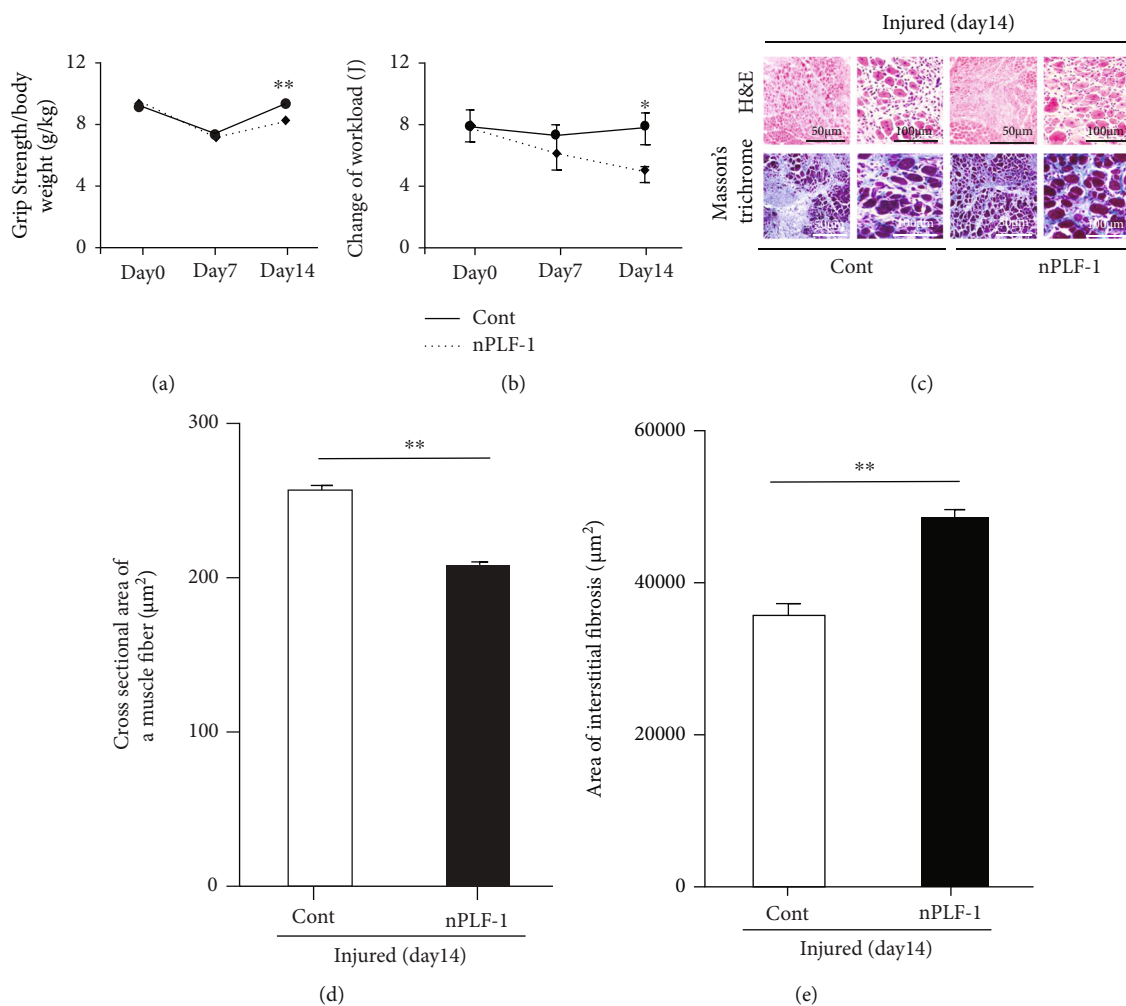 12
8
4
0
Grip Strength/body
weight (g/kg)
**
Day0 Day7 Day14
(a)
12
8
4
0
Change of workload (J)
*
Day0 Day7 Day14
Cont
nPLF-1
(b)
Injured (day14)
H&E
50μm 100μm 50μm 100μm
Masson's
trichrome
50μm 100μm 50μm 100μm
Cont nPLF-1
(c)
300
200
100
0
Cross sectional area of
a muscle fiber (μm²)
**
Cont nPLF-1
Injured (day14)
(d)
60000
40000
20000
0
Area of interstitial fibrosis (μm²)
**
Cont nPLF-1
Injured (day14)
(e)